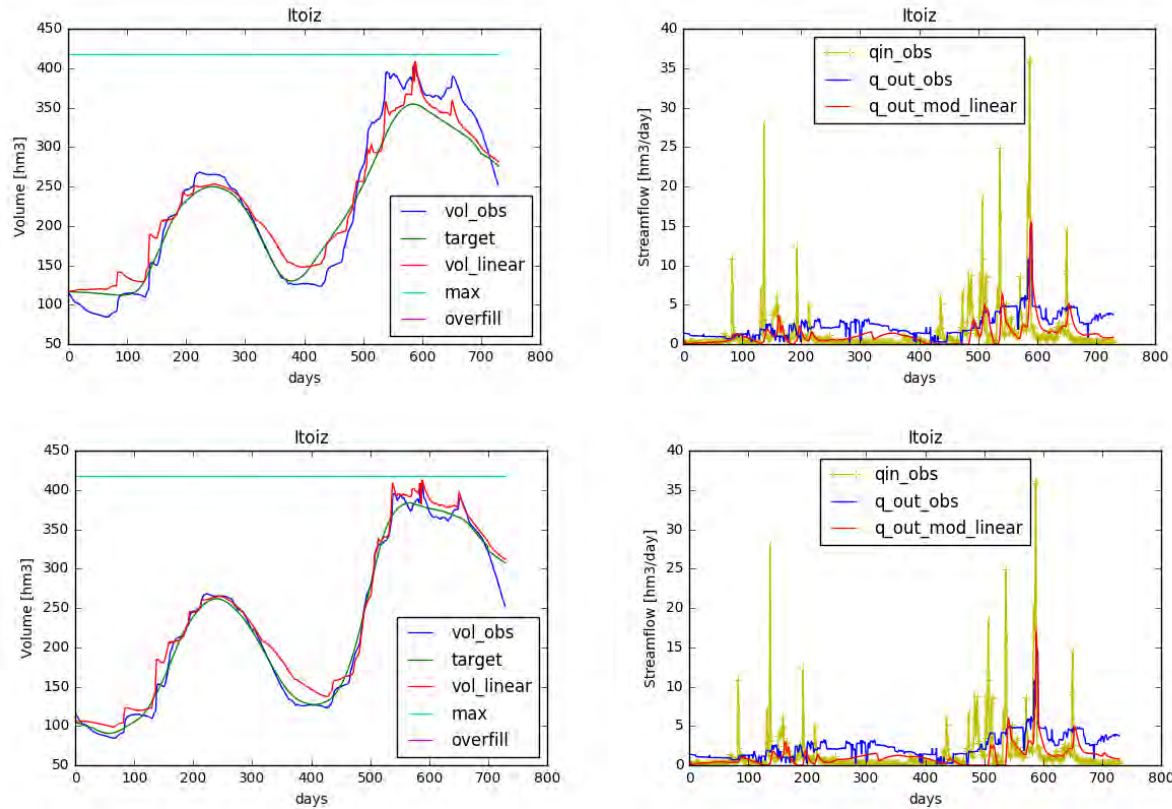 Itoiz
450
400
350
300
250
200
150
100
50
Volume [hm3]
vol_obs
target
vol_linear
max
overfill
0 100 200 300 400 500 600 700 800
days
Itoiz
40
35
30
25
20
15
10
5
0
Streamflow [hm3/day]
qin_obs
q_out_obs
q_out_mod_linear
0 100 200 300 400 500 600 700 800
days
Itoiz
450
400
350
300
250
200
150
100
50
Volume [hm3]
vol_obs
target
vol_linear
max
overfill
0 100 200 300 400 500 600 700 800
days
Itoiz
40
35
30
25
20
15
10
5
0
Streamflow [hm3/day]
qin_obs
q_out_obs
q_out_mod_linear
0 100 200 300 400 500 600 700 800
days